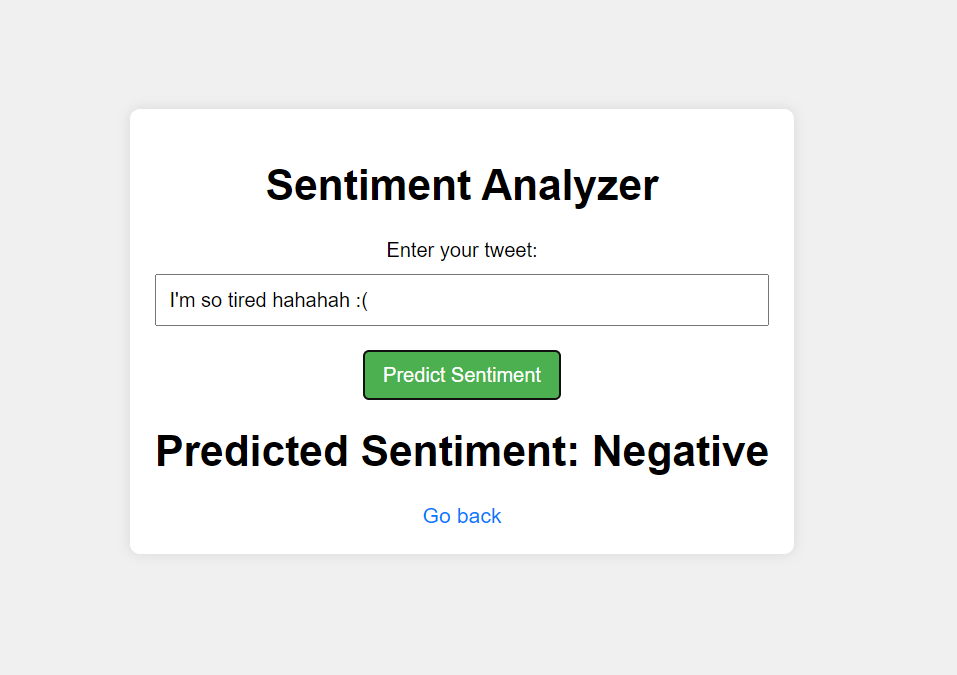 Sentiment Analyzer
Enter your tweet:
I'm so tired hahahah :(
Predict Sentiment
Predicted Sentiment: Negative
Go back